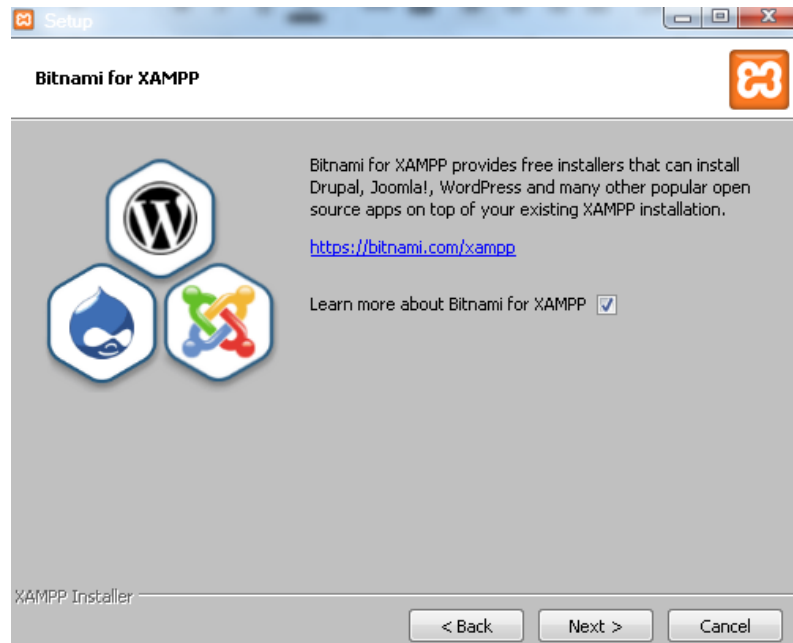 Setup
Bitnami for XAMPP
Bitnami for XAMPP provides free installers that can install
Drupal, Joomla!, WordPress and many other popular open
source apps on top of your existing XAMPP installation.
https://bitnami.com/xampp
Learn more about Bitnami for XAMPP
XAMPP Installer
< Back
Next >
Cancel